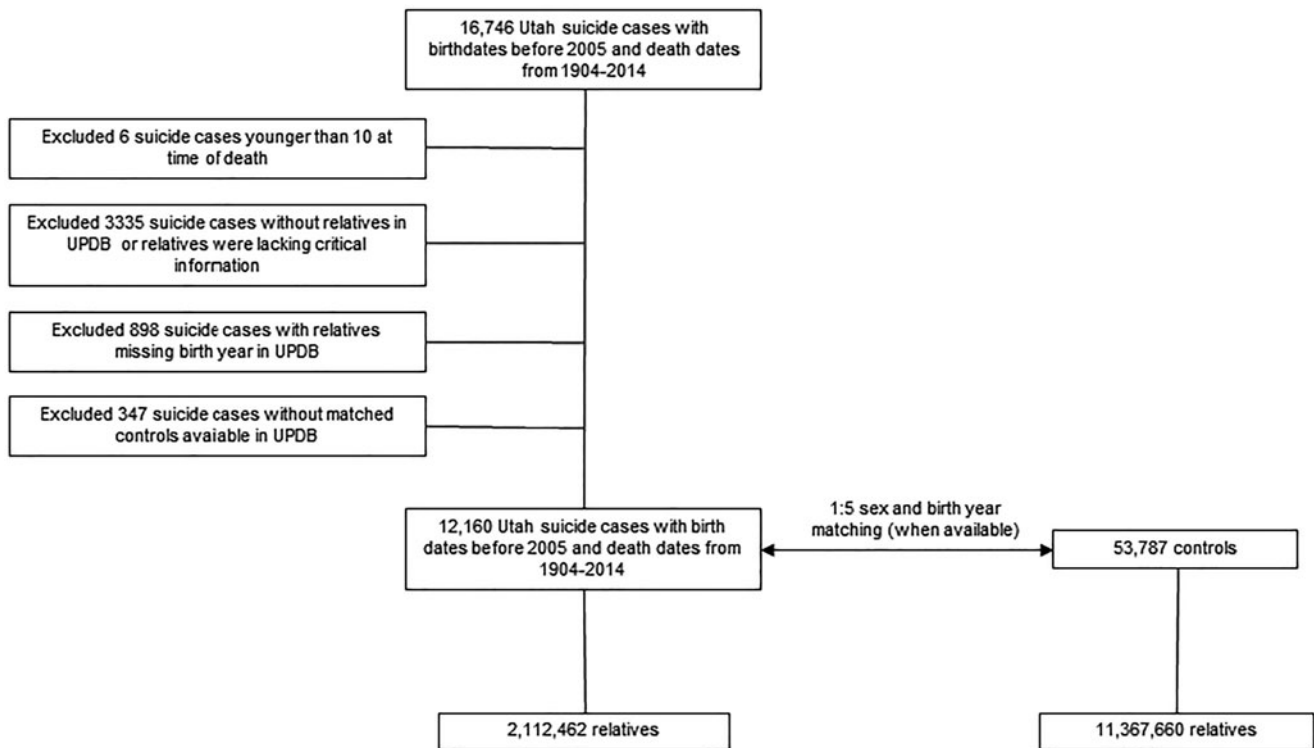 16,746 Utah suicide cases with
birthdates before 2005 and death dates
from 1904-2014
Excluded 6 suicide cases younger than 10 at
time of death
Excluded 3335 suicide cases without relatives in
UPDB or relatives were lacking critical
information
Excluded 898 suicide cases with relatives
missing birth year in UPDB
Excluded 347 suicide cases without matched
controls available in UPDB
12,160 Utah suicide cases with birth
dates before 2005 and death dates from
1904-2014
1:5 sex and birth year
matching (when available)
53,787 controls
2,112,462 relatives
11,367,660 relatives